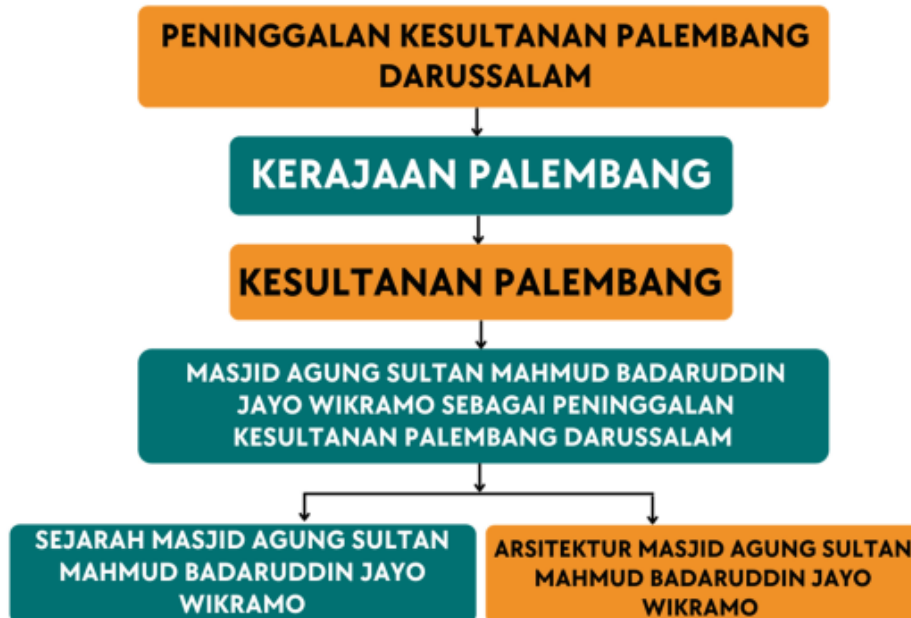 PENINGGALAN KESULTANAN PALEMBANG
DARUSSALAM
KERAJAAN PALEMBANG
KESULTANAN PALEMBANG
MASJID AGUNG SULTAN MAHMUD BADARUDDIN
JAYO WIKRAMO SEBAGAI PENINGGALAN
KESULTANAN PALEMBANG DARUSSALAM
SEJARAH MASJID AGUNG SULTAN
MAHMUD BADARUDDIN JAYO
WIKRAMO
ARSITEKTUR MASJID AGUNG SULTAN
MAHMUD BADARUDDIN JAYO
WIKRAMO